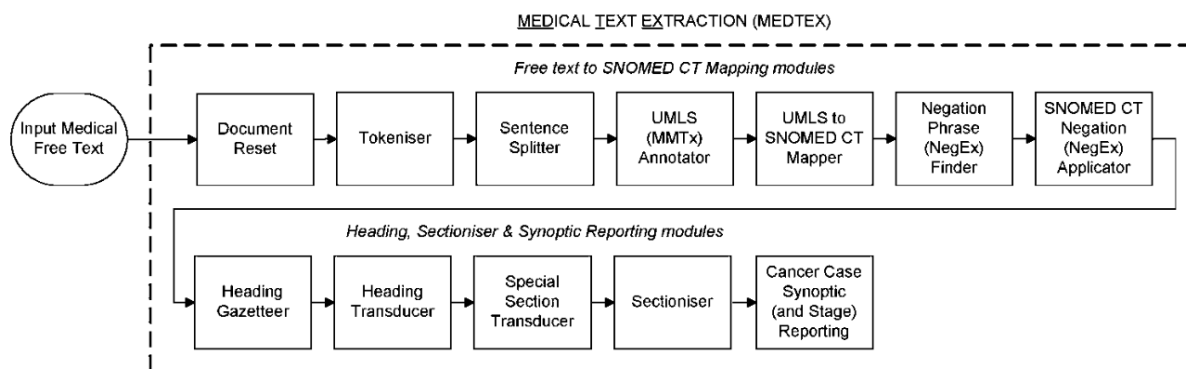 MEDICAL TEXT EXTRACTION (MEDTEX)
Free text to SNOMED CT Mapping modules
Input Medical
Free Text
Document
Reset
Tokeniser
Sentence
Splitter
UMLS
(MMTx)
Annotator
UMLS to
SNOMED CT
Mapper
Negation
Phrase
(NegEx)
Finder
SNOMED CT
Negation
(NegEx)
Applicator
Heading, Sectioniser & Synoptic Reporting modules
Heading
Gazetteer
Heading
Transducer
Special
Section
Transducer
Sectioniser
Cancer Case
Synoptic
(and Stage)
Reporting